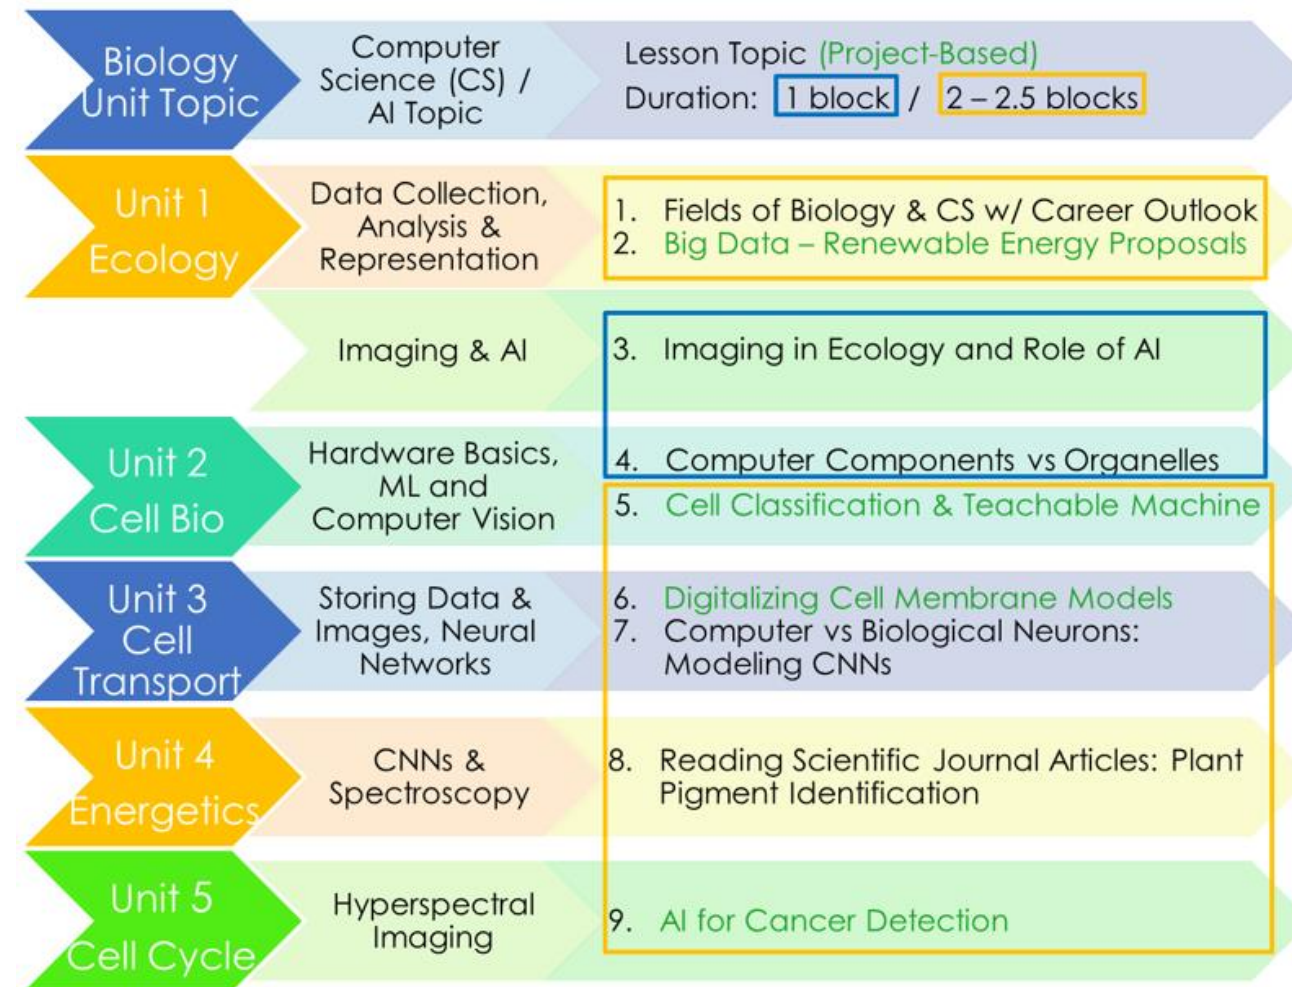 Biology
Unit Topic
Computer
Science (CS) /
AI Topic
Lesson Topic (Project-Based)
Duration: 1 block / 2 – 2.5 blocks
Unit 1
Ecology
Data Collection,
Analysis &
Representation
1. Fields of Biology & CS w/ Career Outlook
2. Big Data – Renewable Energy Proposals
Imaging & AI
3. Imaging in Ecology and Role of AI
Unit 2
Cell Bio
Hardware Basics,
ML and
Computer Vision
4. Computer Components vs Organelles
5. Cell Classification & Teachable Machine
Unit 3
Cell
Transport
Storing Data &
Images, Neural
Networks
6. Digitalizing Cell Membrane Models
7. Computer vs Biological Neurons:
Modeling CNNs
Unit 4
Energetics
CNNs &
Spectroscopy
8. Reading Scientific Journal Articles: Plant
Pigment Identification
Unit 5
Cell Cycle
Hyperspectral
Imaging
9. AI for Cancer Detection